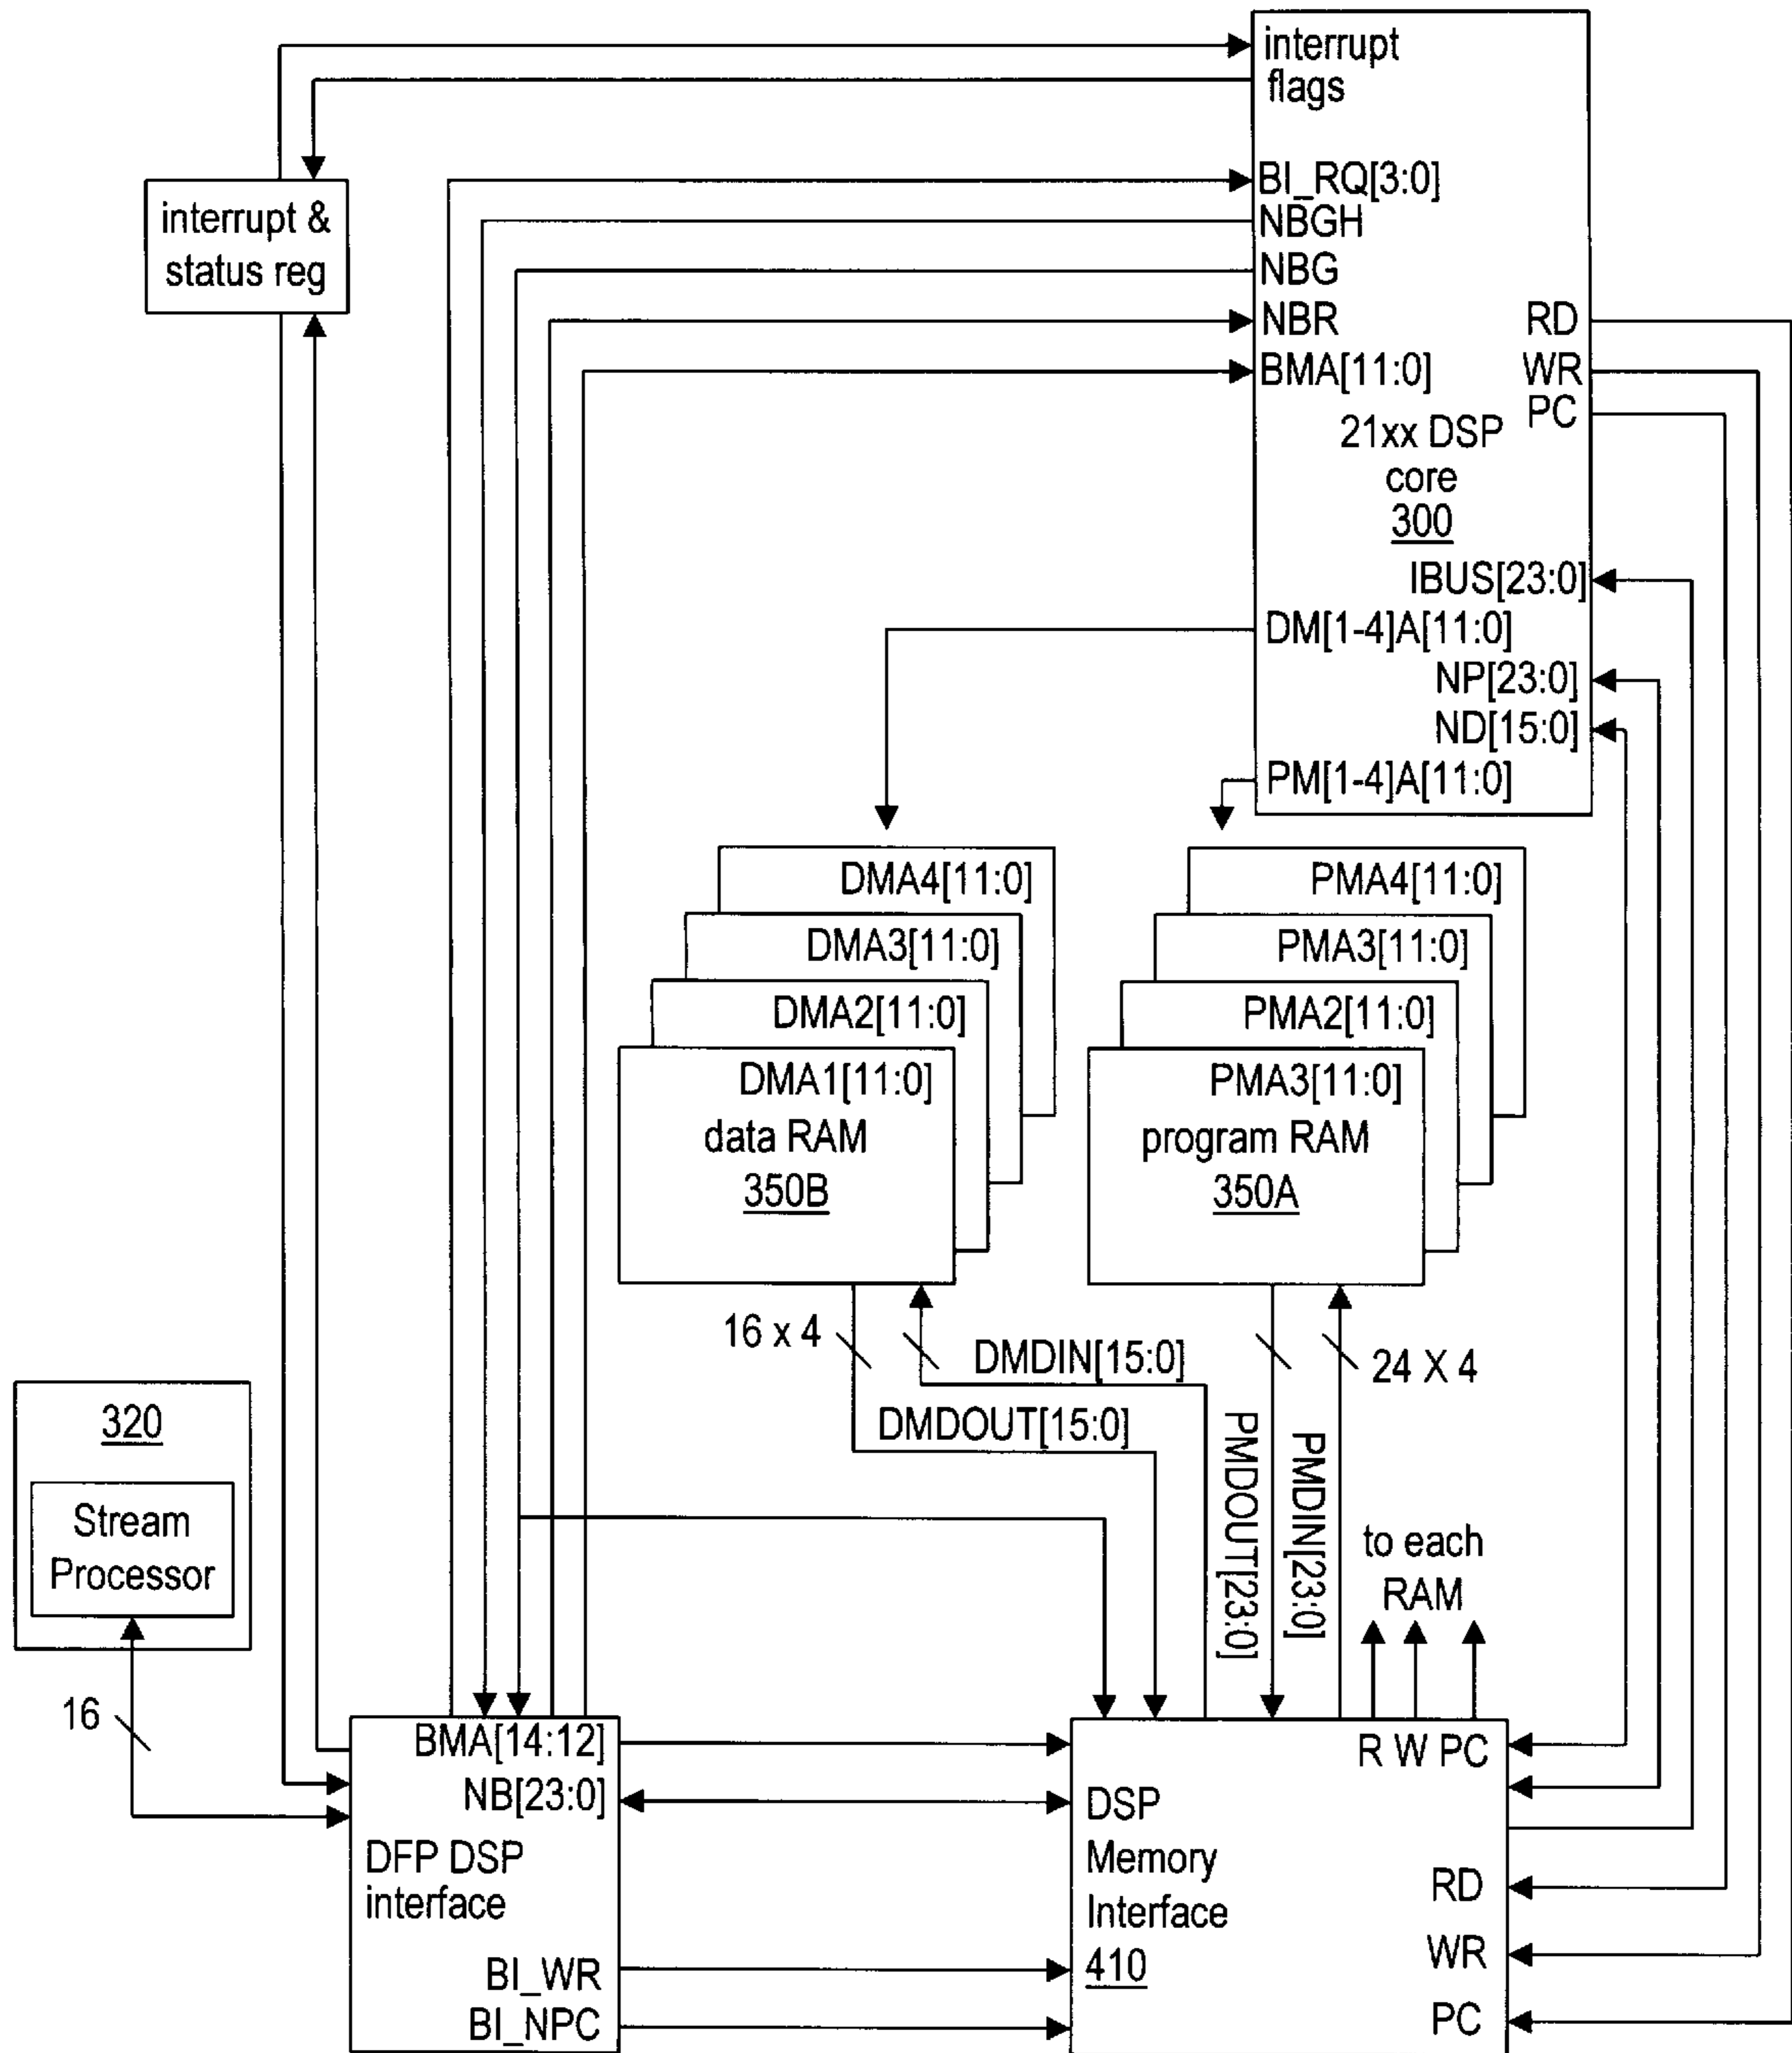 interrupt
flags
BI_RQ[3:0]
NBGH
NBG
NBR
RD
BMA[11:0]
WR
PC
21xx DSP
core
300
IBUS[23:0]
DM[1-4]A[11:0]
NP[23:0]
ND[15:0]
PM[1-4]A[11:0]
interrupt &
status reg
DMA4[11:0]
DMA3[11:0]
DMA2[11:0]
DMA1[11:0]
data RAM
350B
PMA4[11:0]
PMA3[11:0]
PMA2[11:0]
PMA3[11:0]
program RAM
350A
16 x 4
DMDIN[15:0]
DMDOUT[15:0]
24 X 4
PMDOUT[23:0]
PMDIN[23:0]
to each
RAM
320
Stream
Processor
16
BMA[14:12]
NB[23:0]
DFP DSP
interface
BI_WR
BI_NPC
R W PC
DSP
Memory
Interface
410
RD
WR
PC